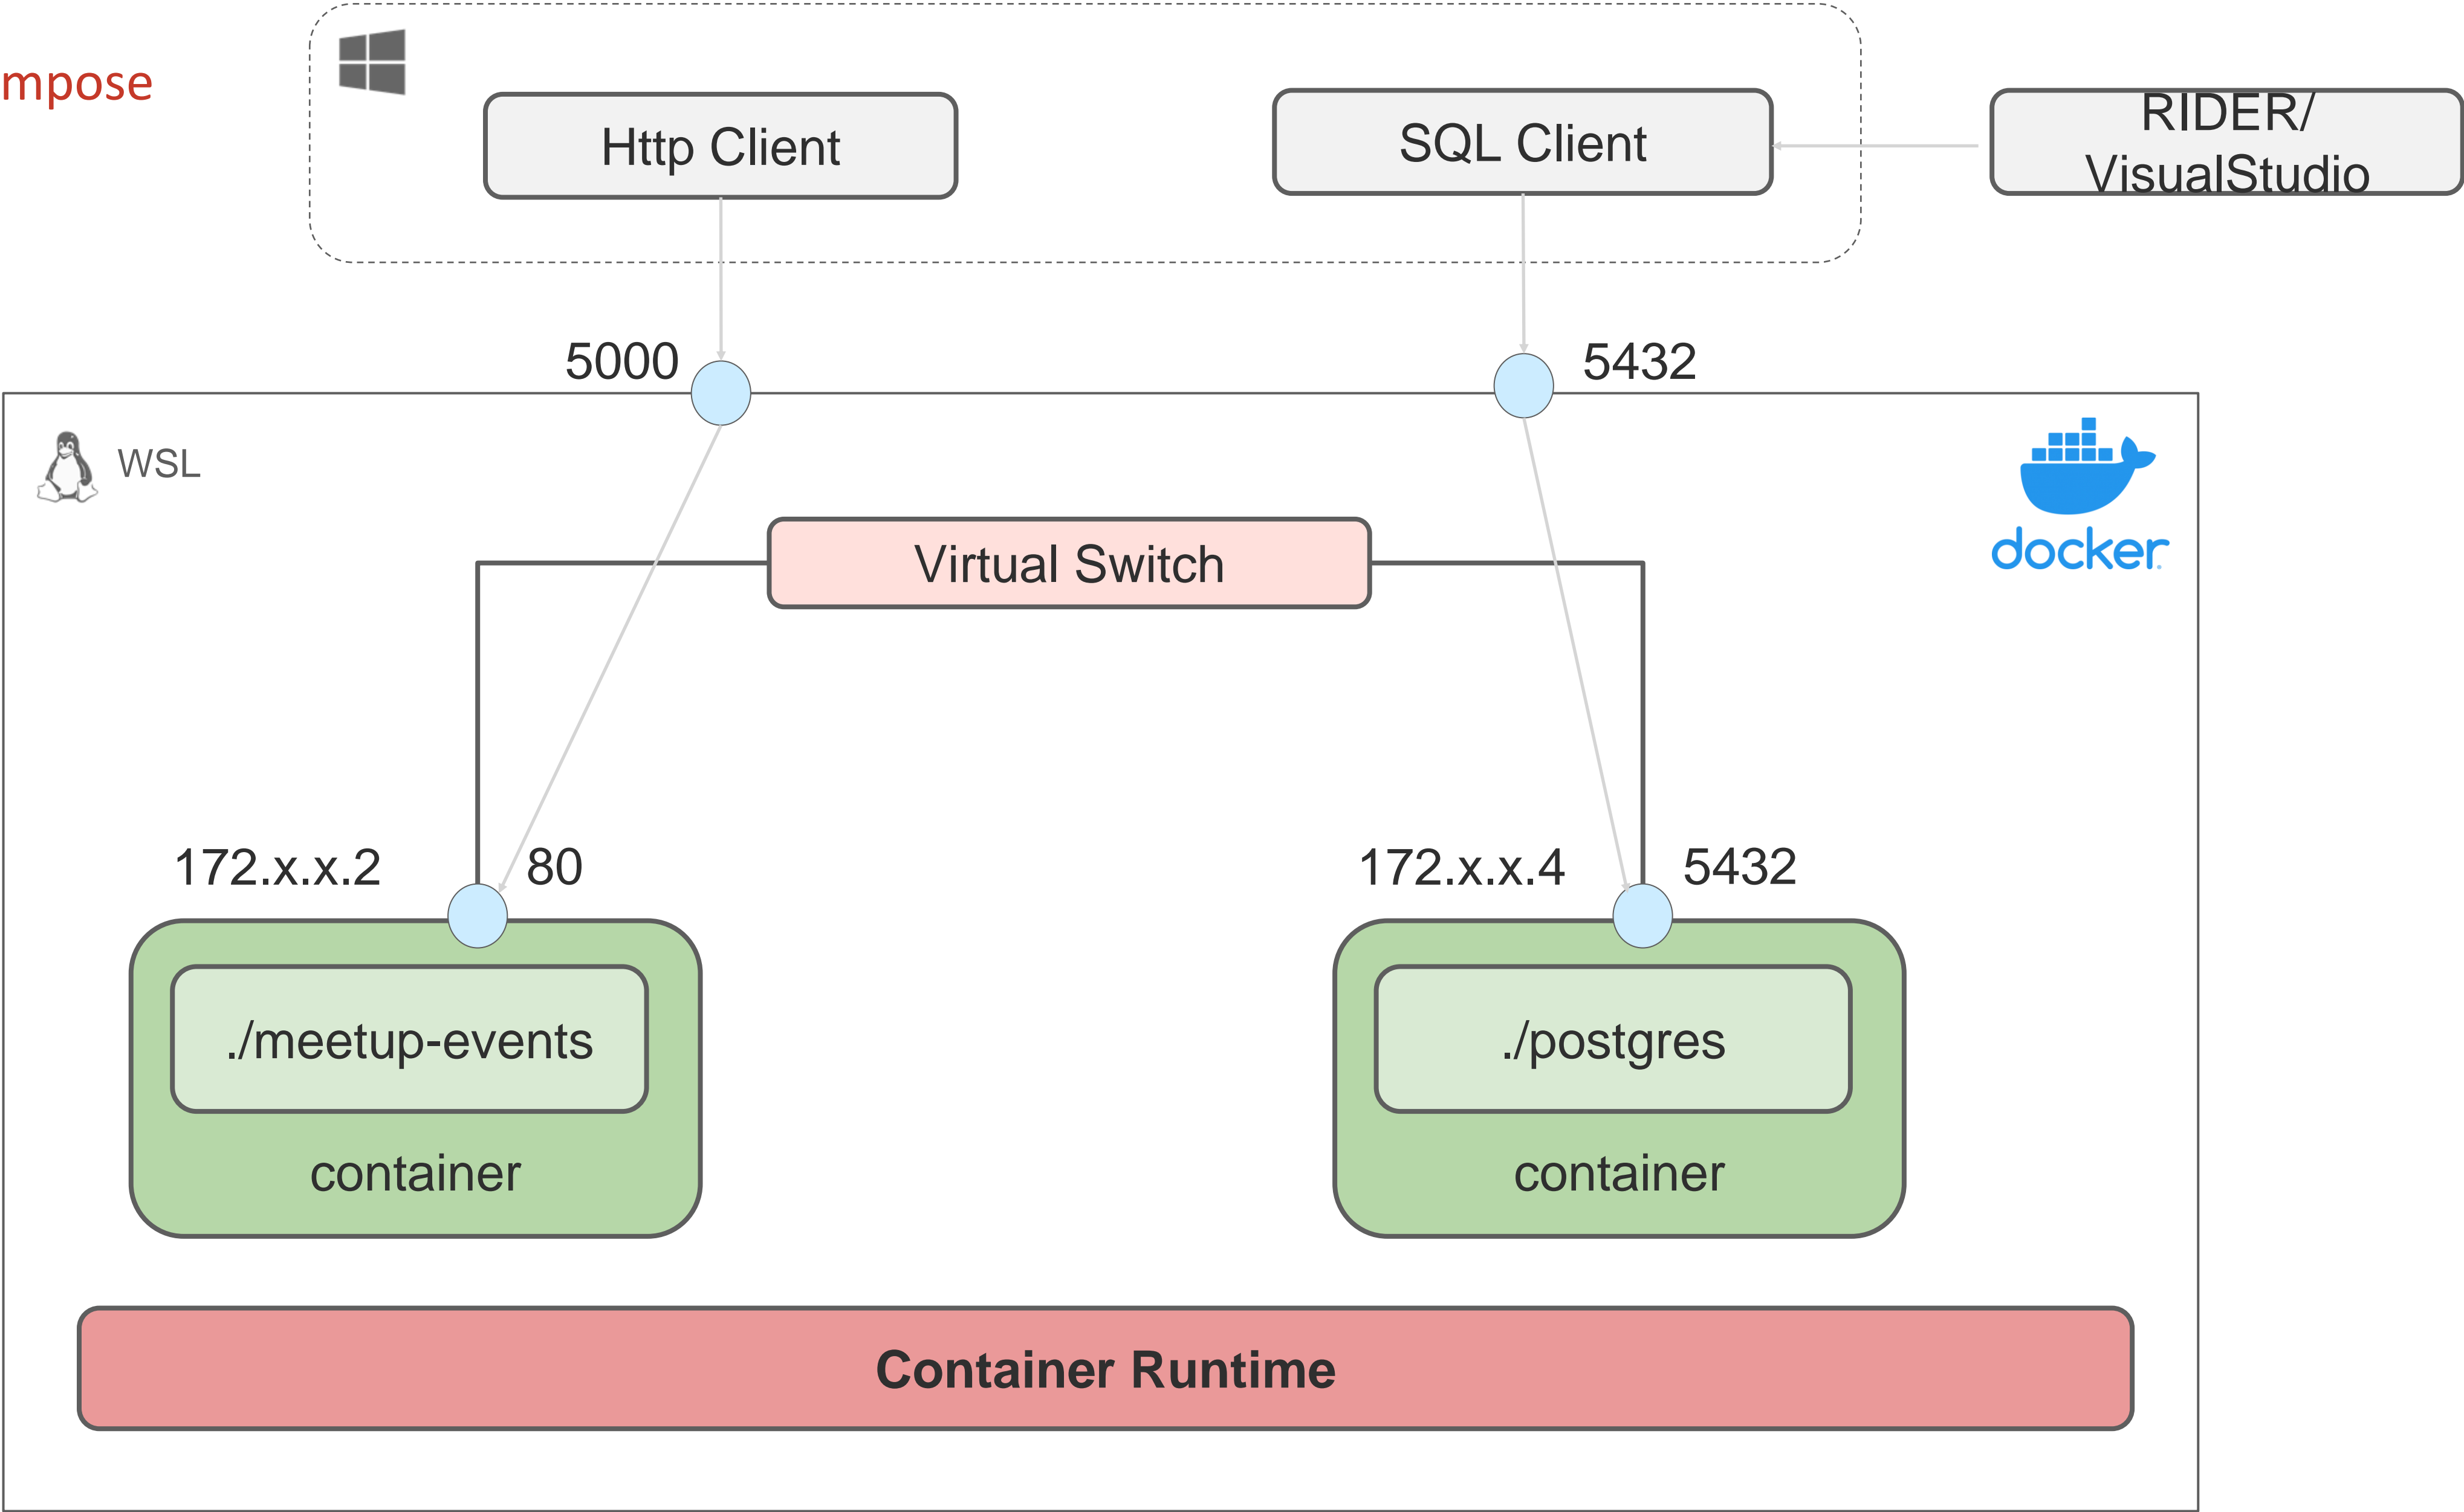 mpose
Http Client
SQL Client
RIDER/
VisualStudio
5000
5432
WSL
docker
Virtual Switch
172.x.x.2
80
172.x.x.4
5432
./meetup-events
./postgres
container
container
Container Runtime